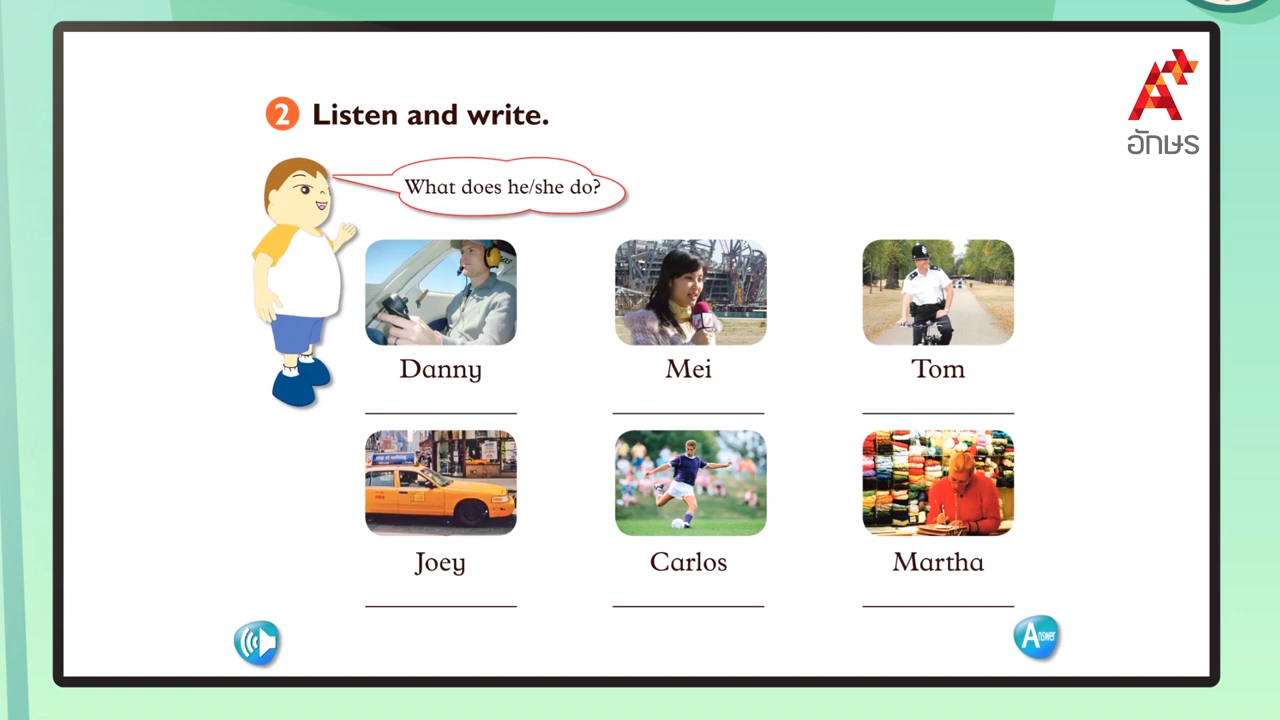 อักษร
2 Listen and write.
What does he/she do?
Danny
Mei
Tom
Joey
Carlos
Martha
Answer